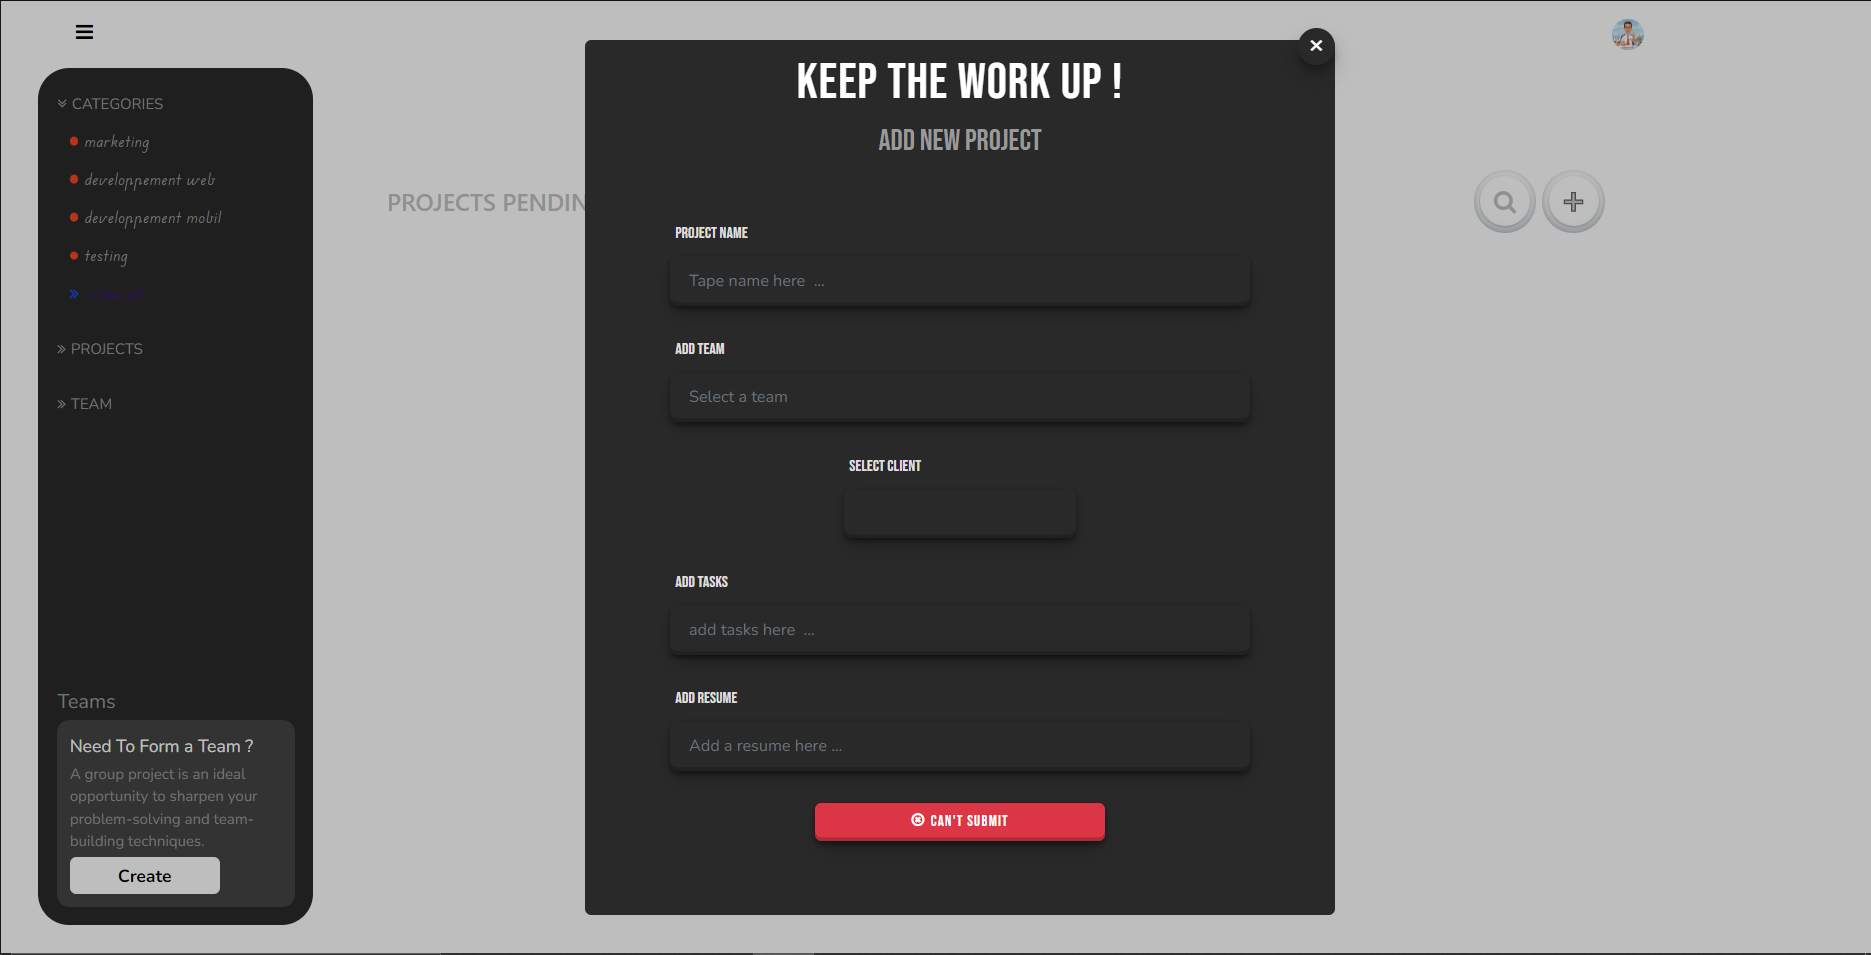 CATEGORIES
marketing
developpement web
developpement mobil
testing
PROJECTS
TEAM
Teams
Need To Form a Team ?
A group project is an ideal
opportunity to sharpen your
problem-solving and team-
building techniques.
Create
PROJECTS PENDIN
KEEP THE WORK UP !
ADD NEW PROJECT
PROJECT NAME
Tape name here ...
ADD TEAM
Select a team
SELECT CLIENT
ADD TASKS
add tasks here ...
ADD RESUME
Add a resume here ...
CAN'T SUBMIT